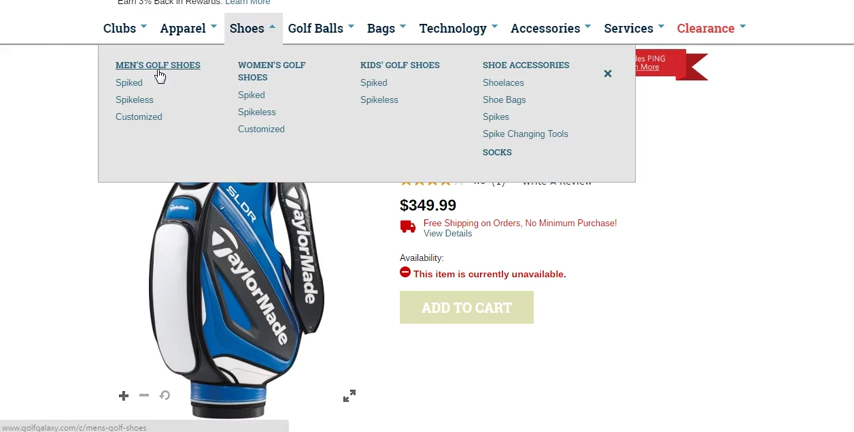 Earn 3% Back in Rewards. Learn More
Clubs Apparel Shoes Golf Balls Bags Technology Accessories Services Clearance
MEN'S GOLF SHOES
Spiked
Spikeless
Customized
WOMEN'S GOLF
SHOES
Spiked
Spikeless
Customized
KIDS' GOLF SHOES
Spiked
Spikeless
SHOE ACCESSORIES
Shoelaces
Shoe Bags
Spikes
Spike Changing Tools
SOCKS
PING
More
Write A Review
$349.99
Free Shipping on Orders, No Minimum Purchase!
View Details
Availability:
This item is currently unavailable.
ADD TO CART
SLDR
TaylorMade
TaylorMade
TaylorMade
www.golfgalaxy.com/c/mens-golf-shoes